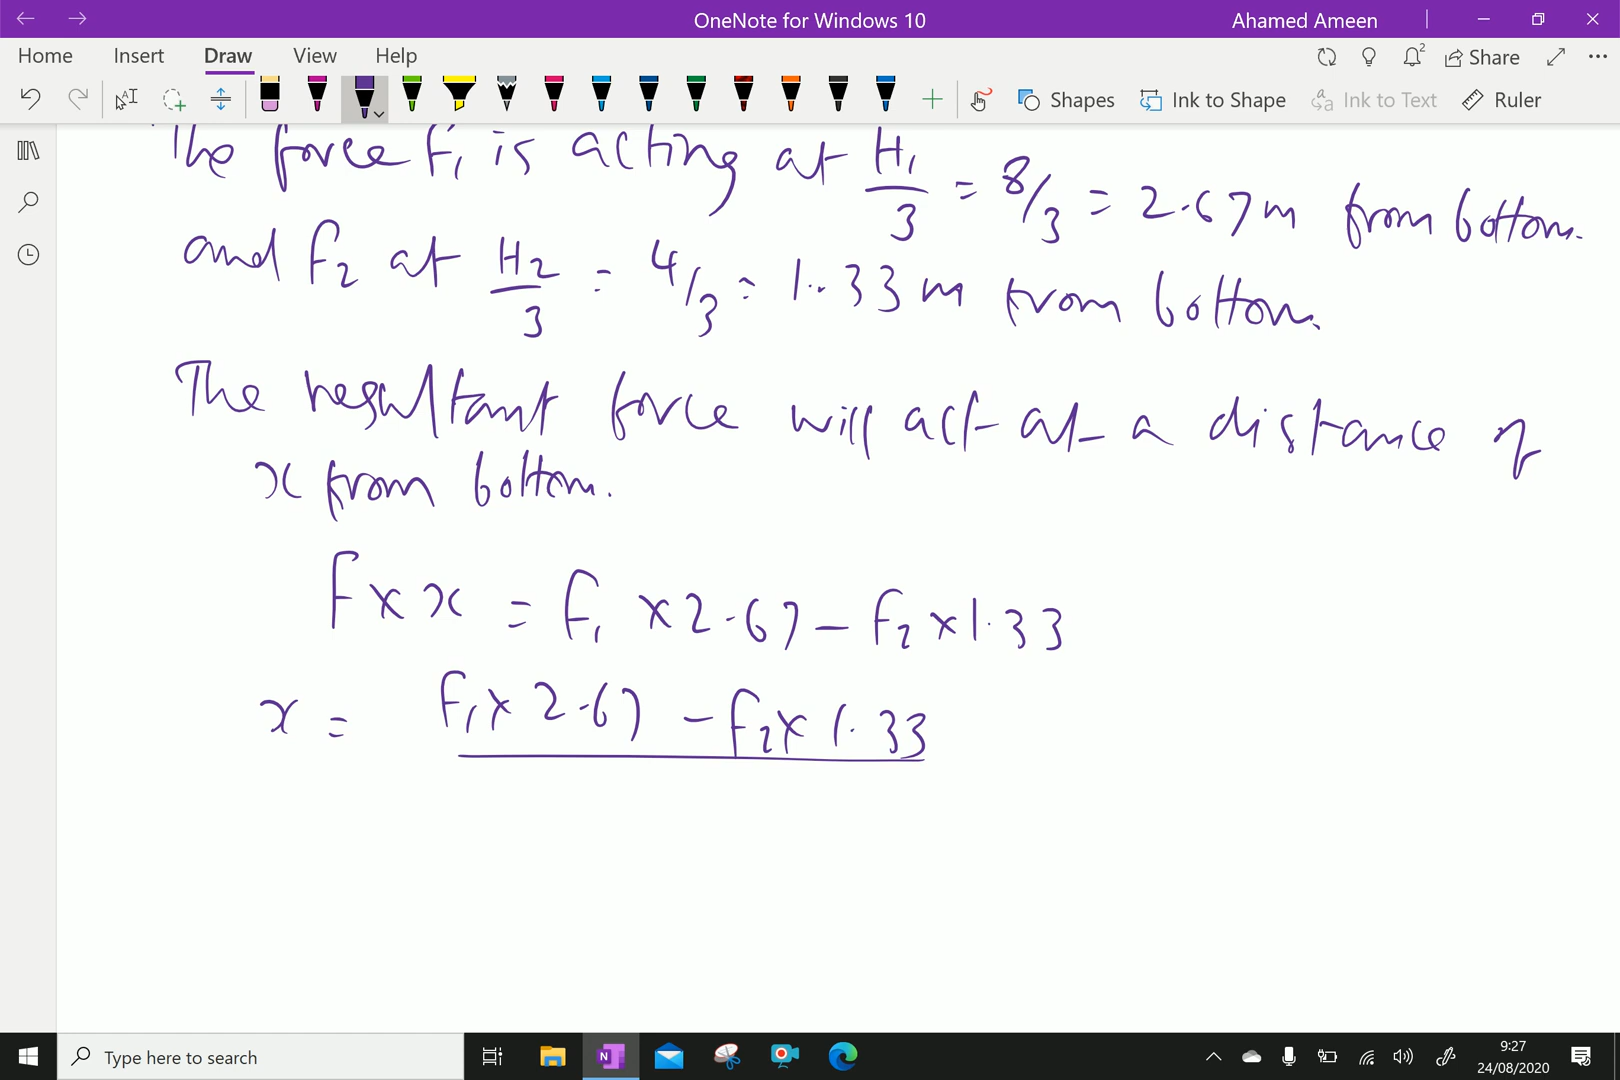 OneNote for Windows 10
Ahamed Ameen
Home Insert Draw View Help
2
Share
Shapes
Ink to Shape
Ink to Text
Ruler
The force F₁ is acting at H₁/3 = 8/3 = 2.67m from bottom.
and F₂ at H₂/3 = 4/3 = 1.33 m from bottom.
The resultant force will act at a distance of
x from bottom.
F × x = F₁ × 2.67 – F₂ × 1.33
x = F₁ × 2.67 – F₂ × 1.33
Type here to search
9:27
24/08/2020